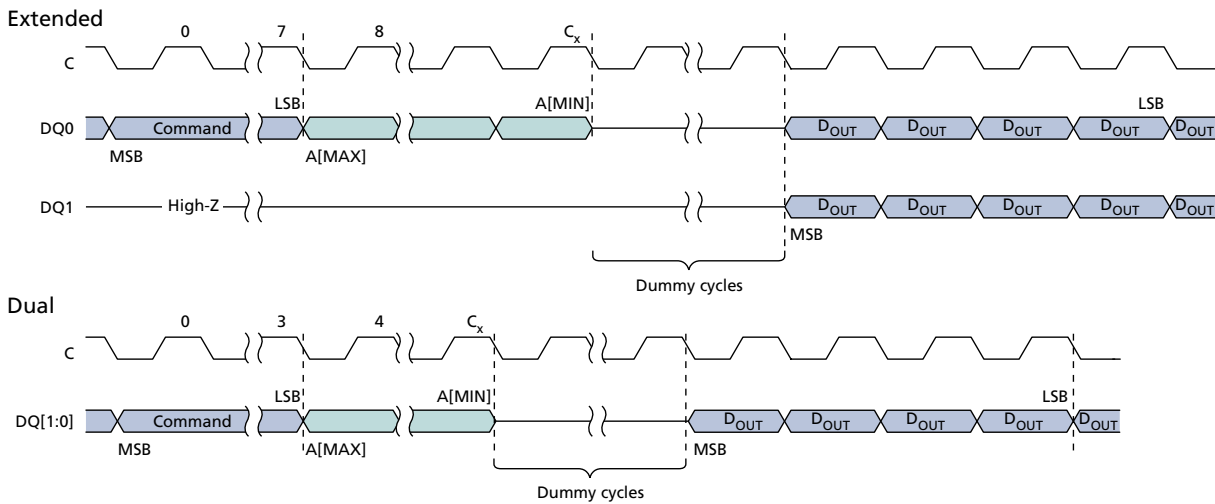 Extended
0 7 8 Cx
C
LSB A[MIN] LSB
DQ0 Command DOUT DOUT DOUT DOUT DOUT
MSB A[MAX]
DQ1 High-Z DOUT DOUT DOUT DOUT DOUT
MSB
Dummy cycles
Dual
0 3 4 Cx
C
LSB A[MIN] LSB
DQ[1:0] Command DOUT DOUT DOUT DOUT DOUT
MSB A[MAX] MSB
Dummy cycles